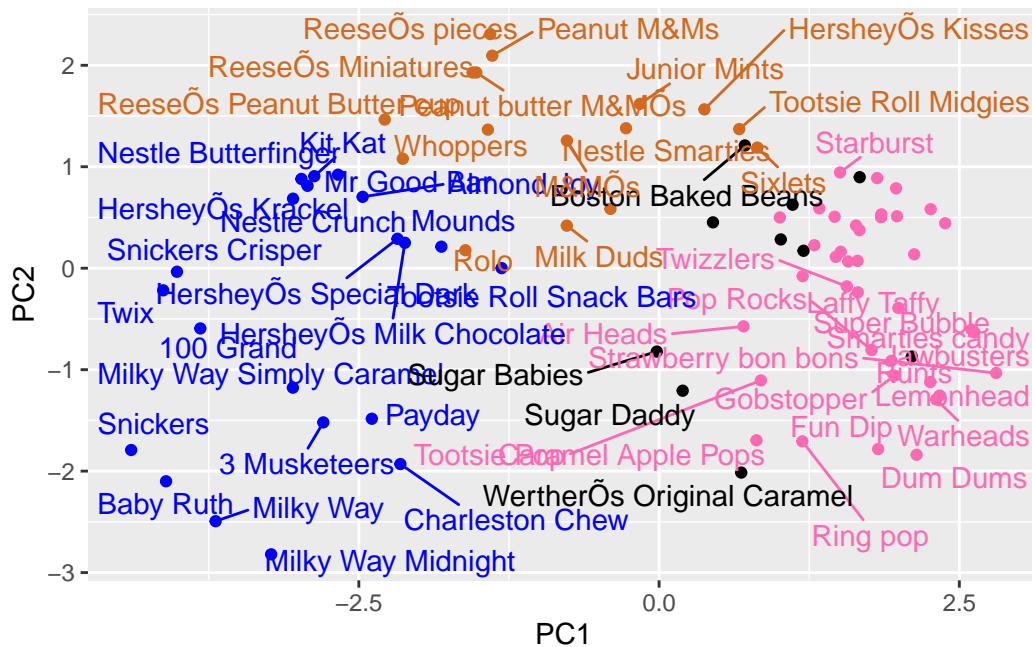 ReeseÕs pieces
Peanut M&Ms
HersheyÕs Kisses
ReeseÕs Miniatures
Junior Mints
ReeseÕs Peanut Butter cup
Peanut butter M&MÕs
Tootsie Roll Midgies
Kit Kat
Whoppers
Nestle Smarties
Starburst
Nestle Butterfinger
Mr Good Bar
Almond Joy
M&MÕs
Boston Baked Beans
Sixlets
HersheyÕs Krackel
Nestle Crunch
Mounds
Snickers Crisper
Rolo
Milk Duds
Twizzlers
HersheyÕs Special Dark
Tootsie Roll Snack Bars
Pop Rocks
Laffy Taffy
Twix
HersheyÕs Milk Chocolate
Air Heads
Super Bubble
100 Grand
Smarties candy
Strawberry bon bons
Jawbusters
Milky Way Simply Caramel
Sugar Babies
Runts
Gobstopper
Lemonhead
Snickers
Payday
Sugar Daddy
Fun Dip
Warheads
3 Musketeers
Tootsie Pop
Caramel Apple Pops
Dum Dums
Baby Ruth
Milky Way
WertherÕs Original Caramel
Charleston Chew
Ring pop
Milky Way Midnight
2
1
0
−1
−2
−3
PC2
−2.5
0.0
2.5
PC1